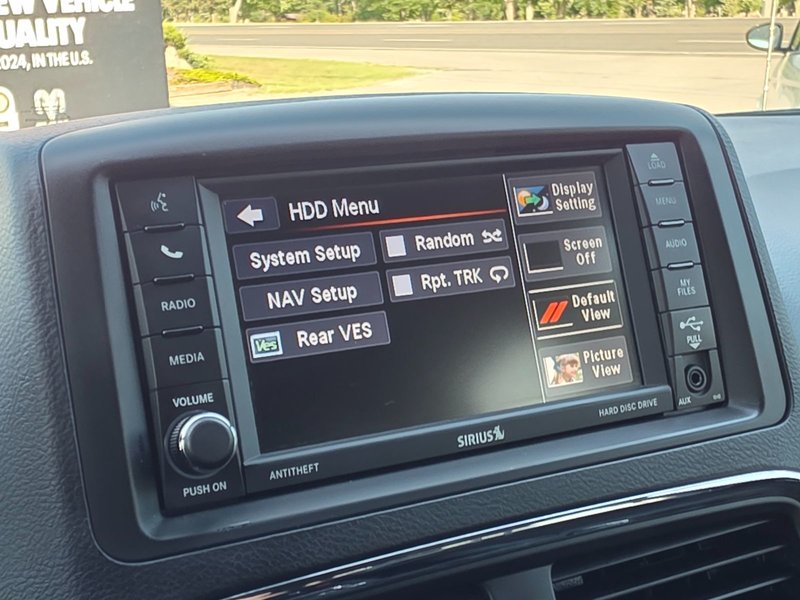 EW VEHICLE
QUALITY
2024, IN THE U.S.
HDD Menu
System Setup
Random
NAV Setup
Rpt. TRK
Ves
Rear VES
Display
Setting
Screen
Off
Default
View
Picture
View
RADIO
MEDIA
VOLUME
PUSH ON
LOAD
MENU
AUDIO
MY
FILES
PULL
AUX
ANTITHEFT
SIRIUS
HARD DISC DRIVE